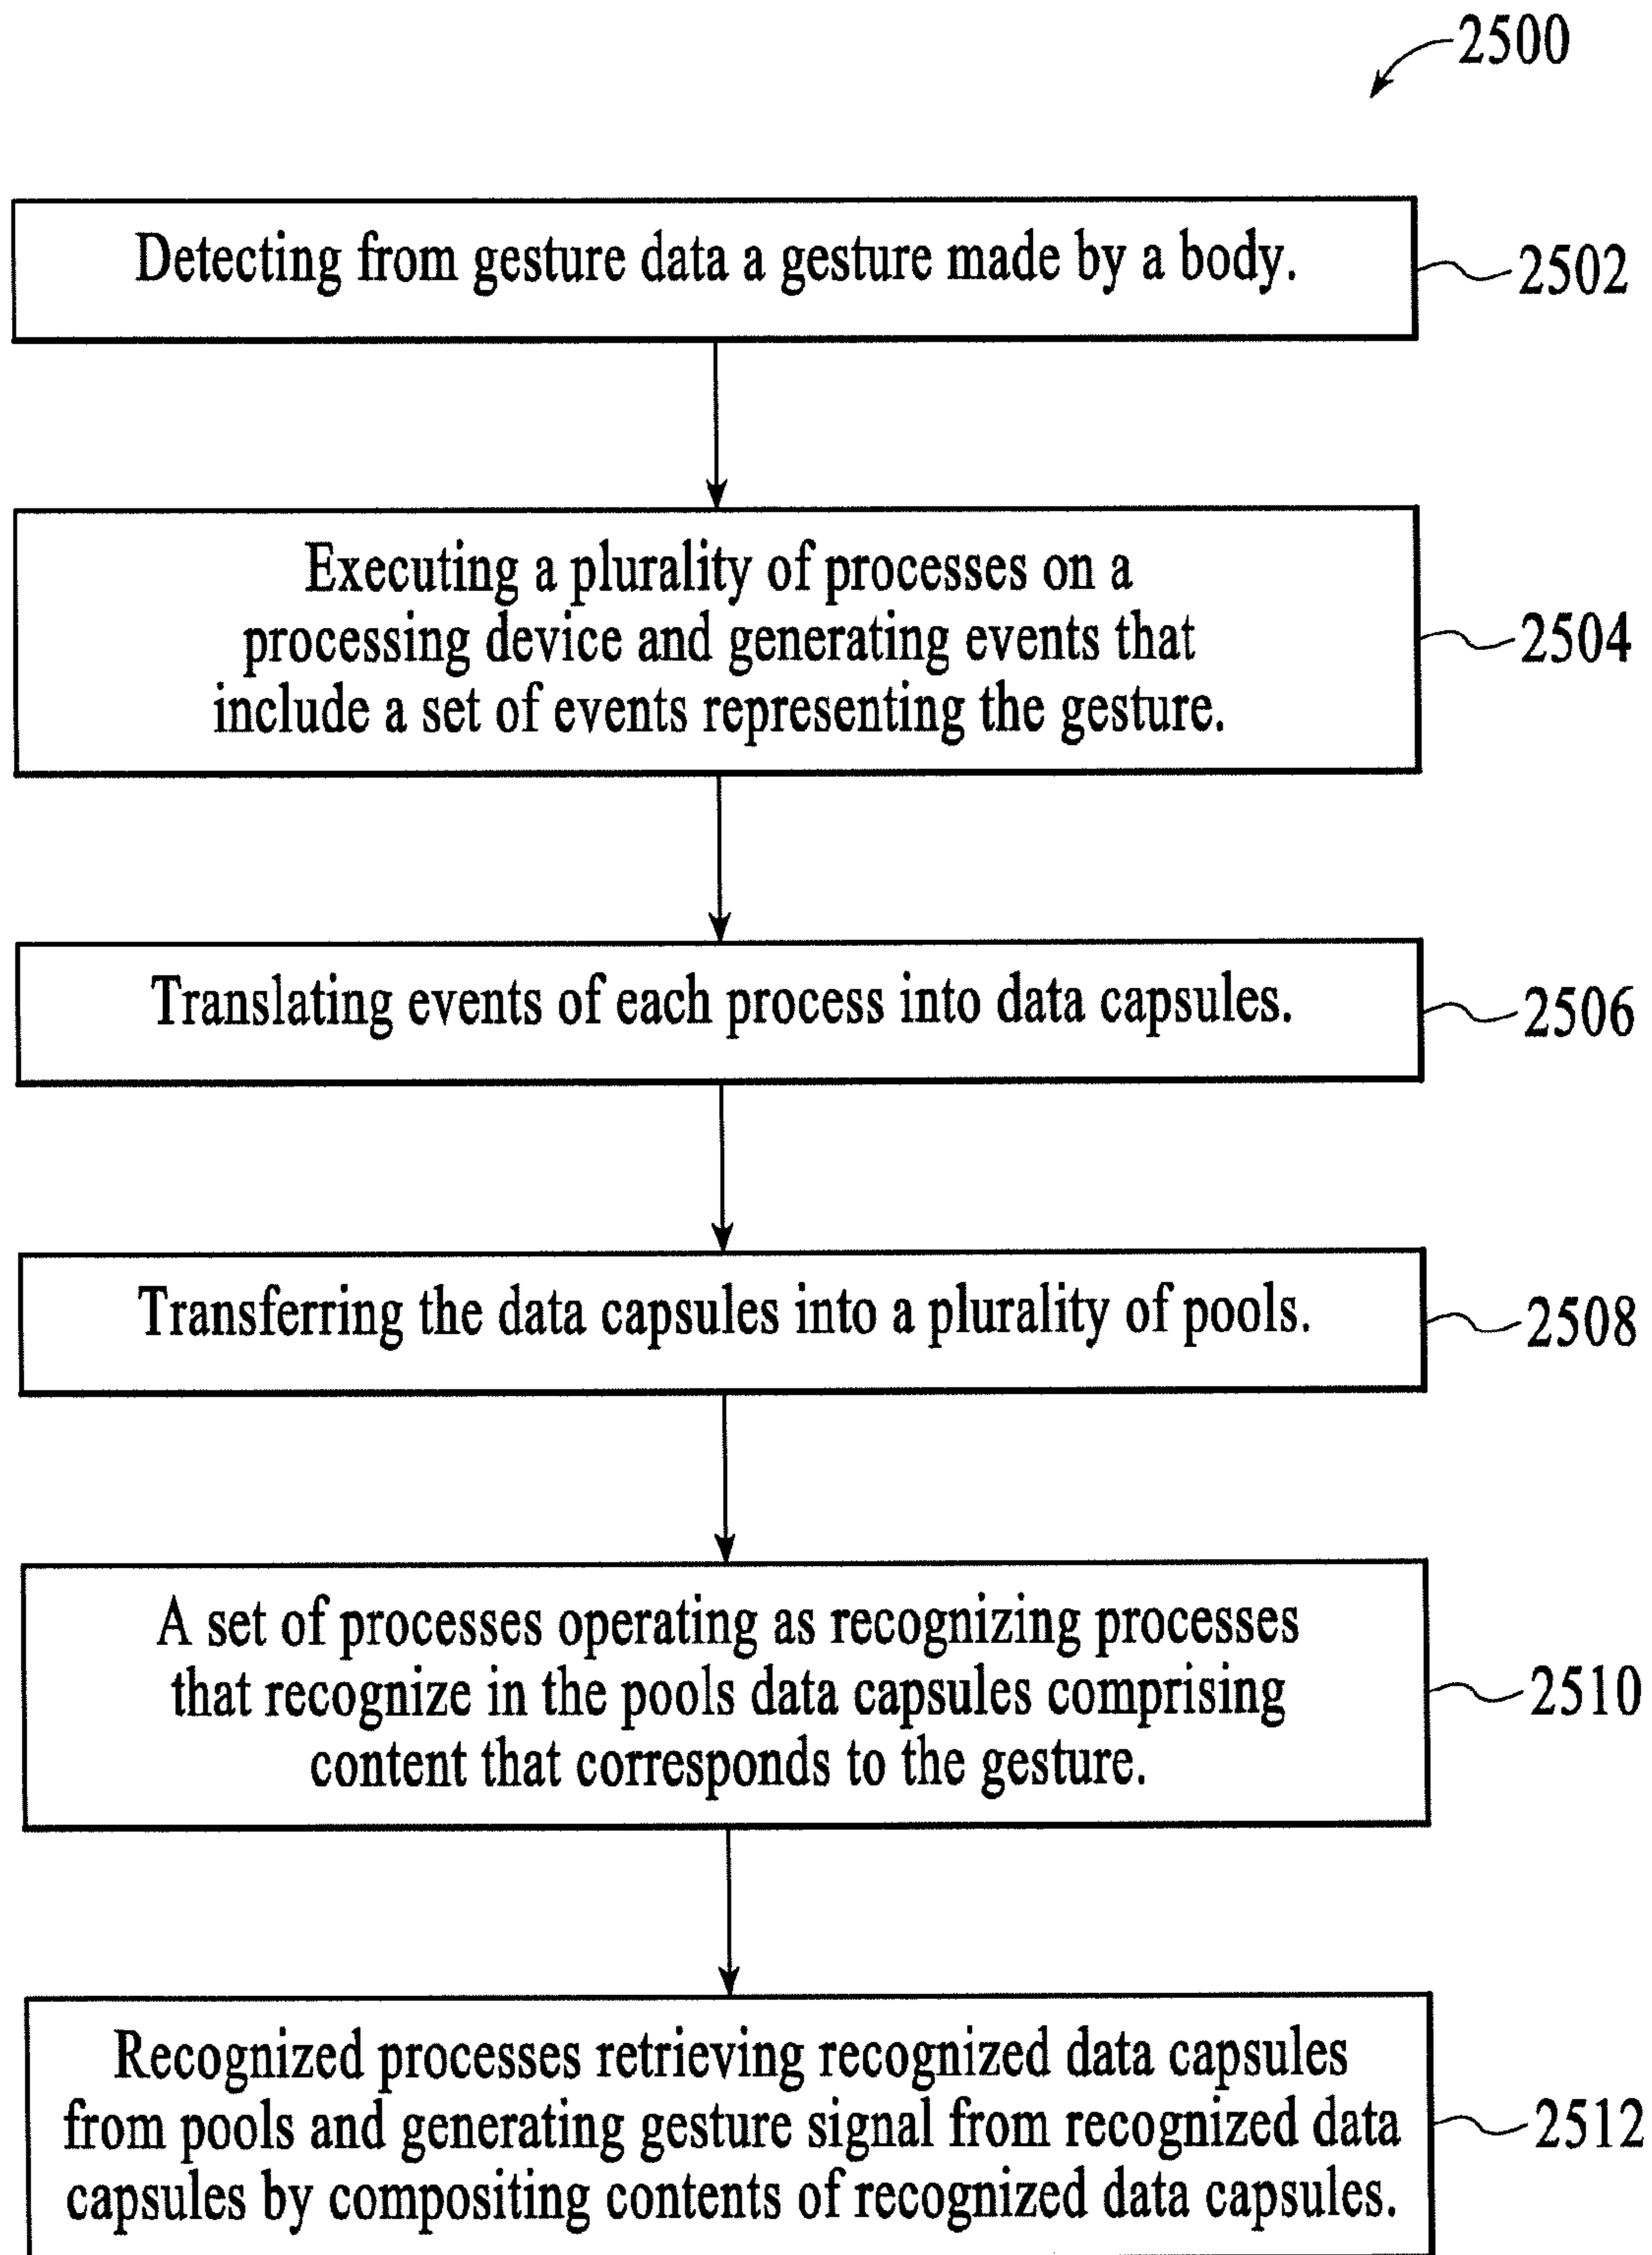 2500
Detecting from gesture data a gesture made by a body.
2502
Executing a plurality of processes on a
processing device and generating events that
include a set of events representing the gesture.
2504
Translating events of each process into data capsules.
2506
Transferring the data capsules into a plurality of pools.
2508
A set of processes operating as recognizing processes
that recognize in the pools data capsules comprising
content that corresponds to the gesture.
2510
Recognized processes retrieving recognized data capsules
from pools and generating gesture signal from recognized data
capsules by compositing contents of recognized data capsules.
2512